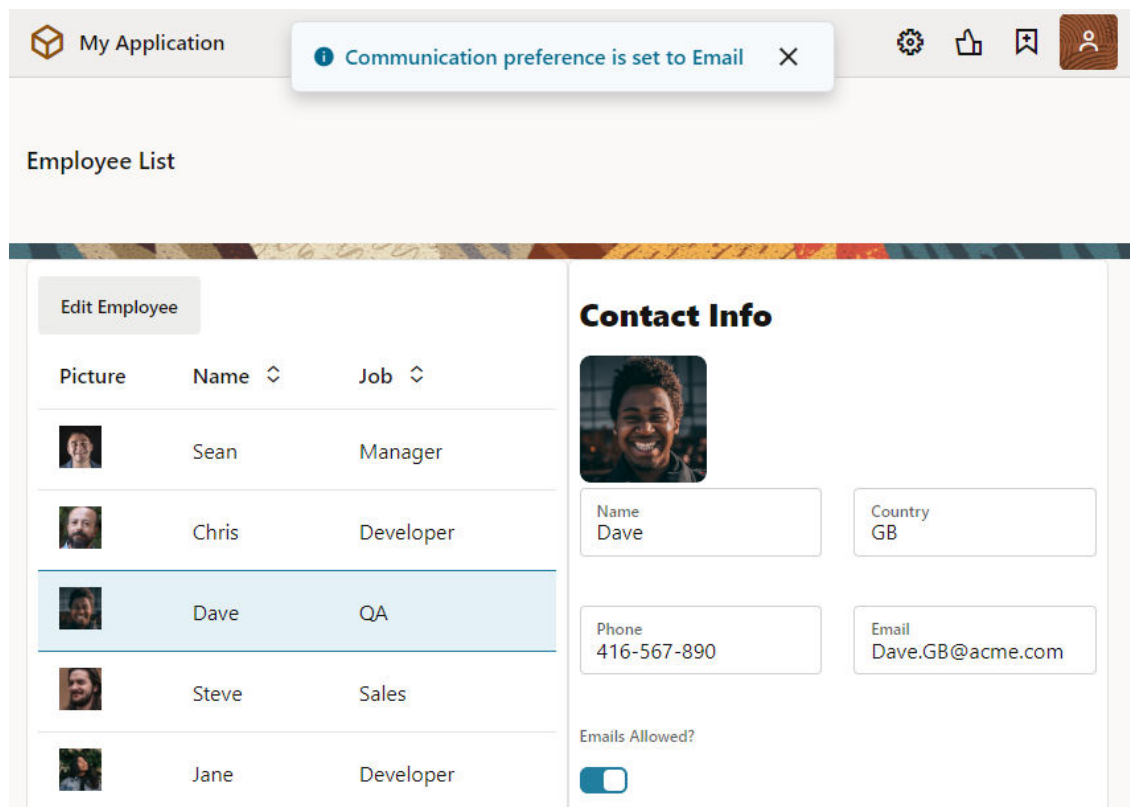 My Application
Communication preference is set to Email
Employee List
Edit Employee
Picture Name Job
Sean Manager
Chris Developer
Dave QA
Steve Sales
Jane Developer
Contact Info
Name
Dave
Country
GB
Phone
416-567-890
Email
Dave.GB@acme.com
Emails Allowed?